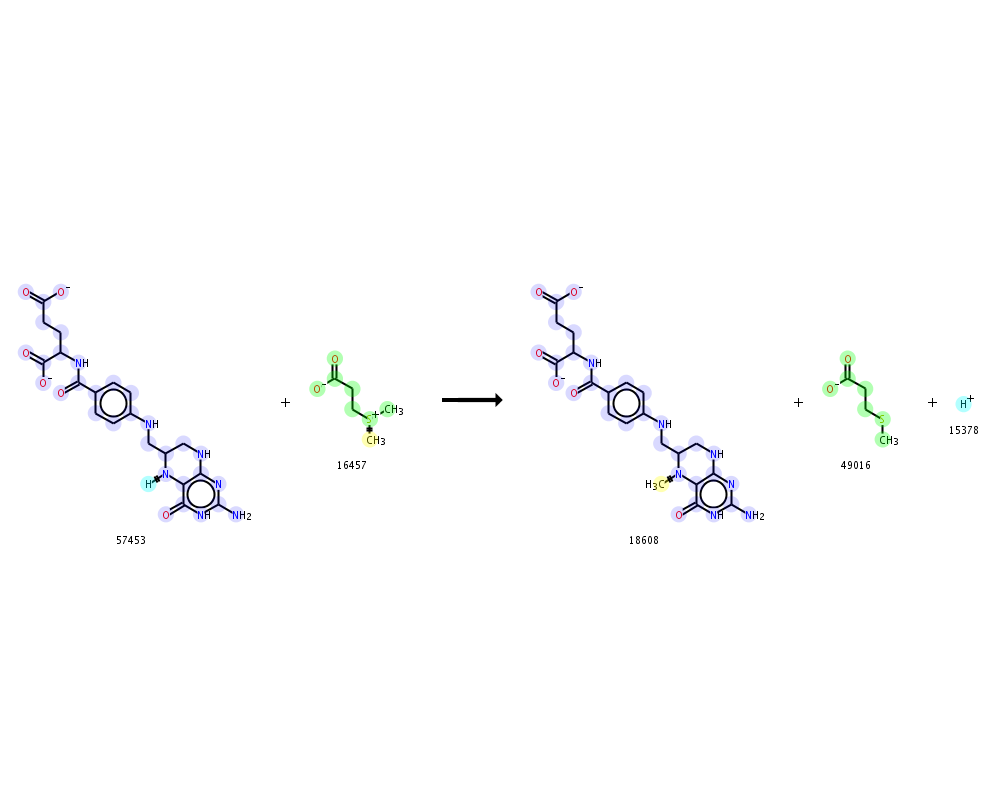 O O⁻ O O⁻
O NH O⁻ O NH O⁻
O O
O O⁻ S⁺ CH₃ CH₃
O O⁻ S CH₃
+ + + H⁺
15378
16457 49016
NH NH
NH NH
N H N H₃C
N N
O NH NH₂ O NH NH₂
57453 18608